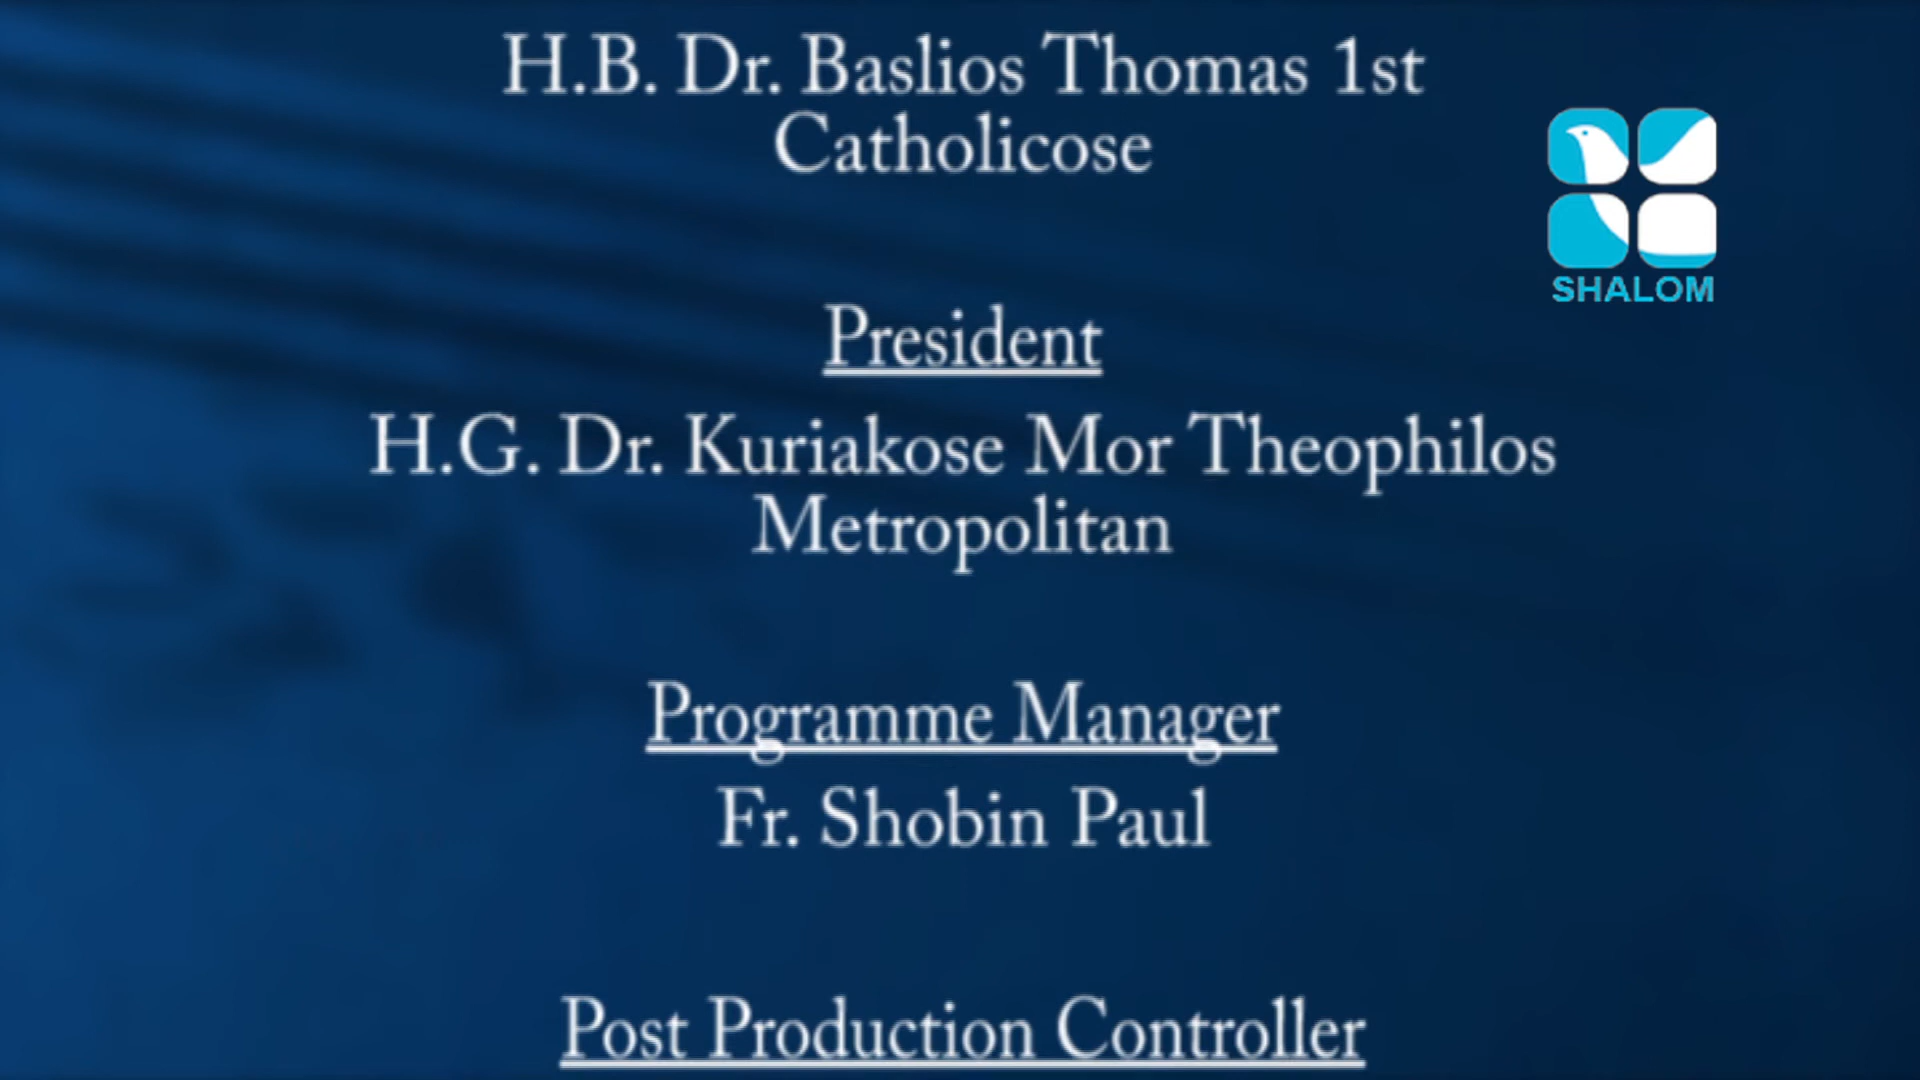 H.B. Dr. Baslios Thomas 1st
Catholicose
SHALOM
President
H.G. Dr. Kuriakose Mor Theophilos
Metropolitan
Programme Manager
Fr. Shobin Paul
Post Production Controller